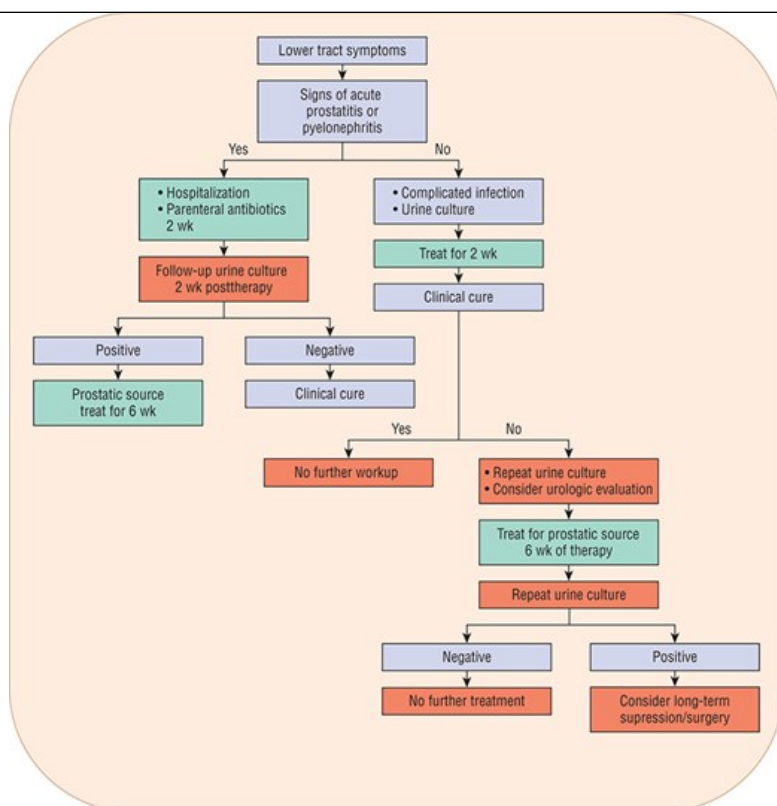 Lower tract symptoms
Signs of acute
prostatitis or
pyelonephritis
Yes
No
• Hospitalization
• Parenteral antibiotics
2 wk
• Complicated infection
• Urine culture
Follow-up urine culture
2 wk posttherapy
Treat for 2 wk
Clinical cure
Positive
Negative
Prostatic source
treat for 6 wk
Clinical cure
Yes
No
No further workup
• Repeat urine culture
• Consider urologic evaluation
Treat for prostatic source
6 wk of therapy
Repeat urine culture
Negative
Positive
No further treatment
Consider long-term
supression/surgery